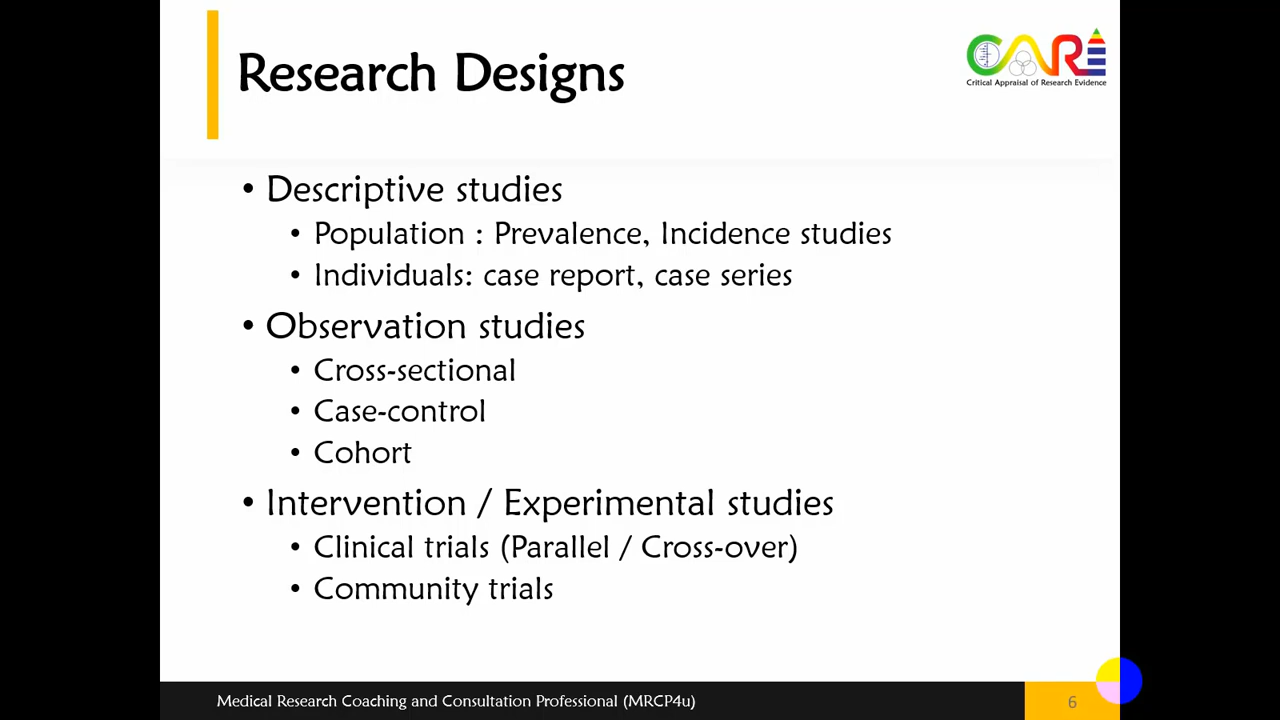 Research Designs
CARE
Critical Appraisal of Research Evidence
• Descriptive studies
• Population : Prevalence, Incidence studies
• Individuals: case report, case series
• Observation studies
• Cross-sectional
• Case-control
• Cohort
• Intervention / Experimental studies
• Clinical trials (Parallel / Cross-over)
• Community trials
Medical Research Coaching and Consultation Professional (MRCP4u)
6